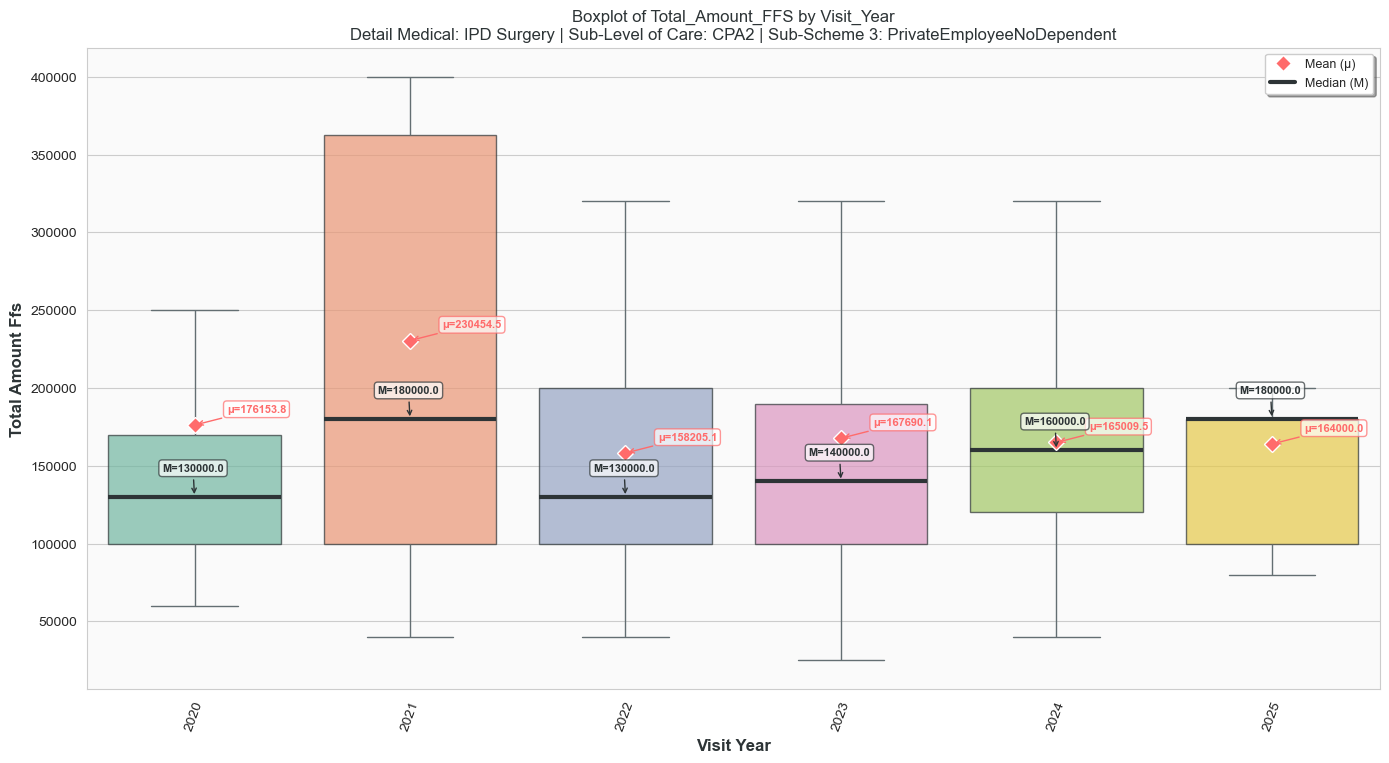 Boxplot of Total_Amount_FFS by Visit_Year
Detail Medical: IPD Surgery | Sub-Level of Care: CPA2 | Sub-Scheme 3: PrivateEmployeeNoDependent
Mean (μ)
Median (M)
Total Amount Ffs
400000
350000
300000
250000
200000
150000
100000
50000
μ=176153.8
M=130000.0
μ=230454.5
M=180000.0
μ=158205.1
M=130000.0
μ=167690.1
M=140000.0
M=160000.0
μ=165009.5
M=180000.0
μ=164000.0
2020
2021
2022
2023
2024
2025
Visit Year